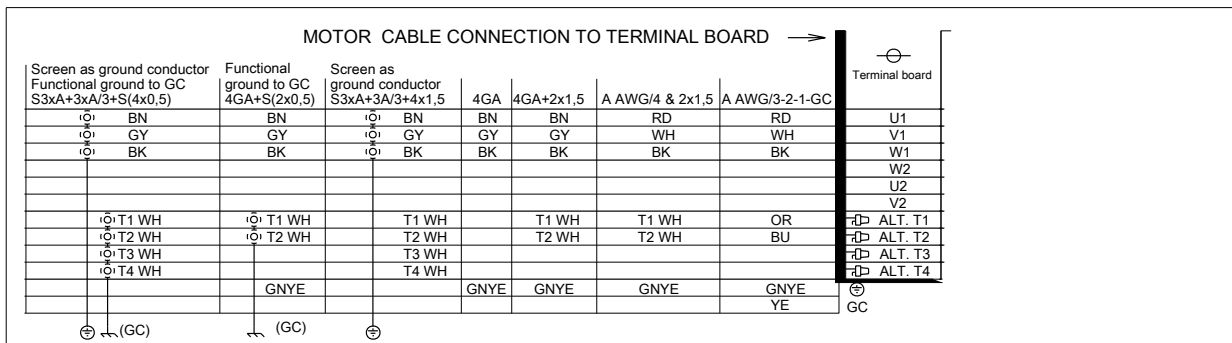 MOTOR CABLE CONNECTION TO TERMINAL BOARD
Terminal board
Screen as ground conductor
Functional ground to GC
S3xA+3xA/3+S(4x0,5)
Functional
ground to GC
4GA+S(2x0,5)
Screen as
ground conductor
S3xA+3A/3+4x1,5
4GA
4GA+2x1,5
A AWG/4 & 2x1,5
A AWG/3-2-1-GC
BN BN BN BN BN RD RD U1
GY GY GY GY GY WH WH V1
BK BK BK BK BK BK BK W1
W2
U2
V2
T1 WH T1 WH T1 WH T1 WH T1 WH OR ALT. T1
T2 WH T2 WH T2 WH T2 WH T2 WH BU ALT. T2
T3 WH T3 WH ALT. T3
T4 WH T4 WH ALT. T4
GNYE GNYE GNYE GNYE GNYE
YE GC
(GC) (GC)